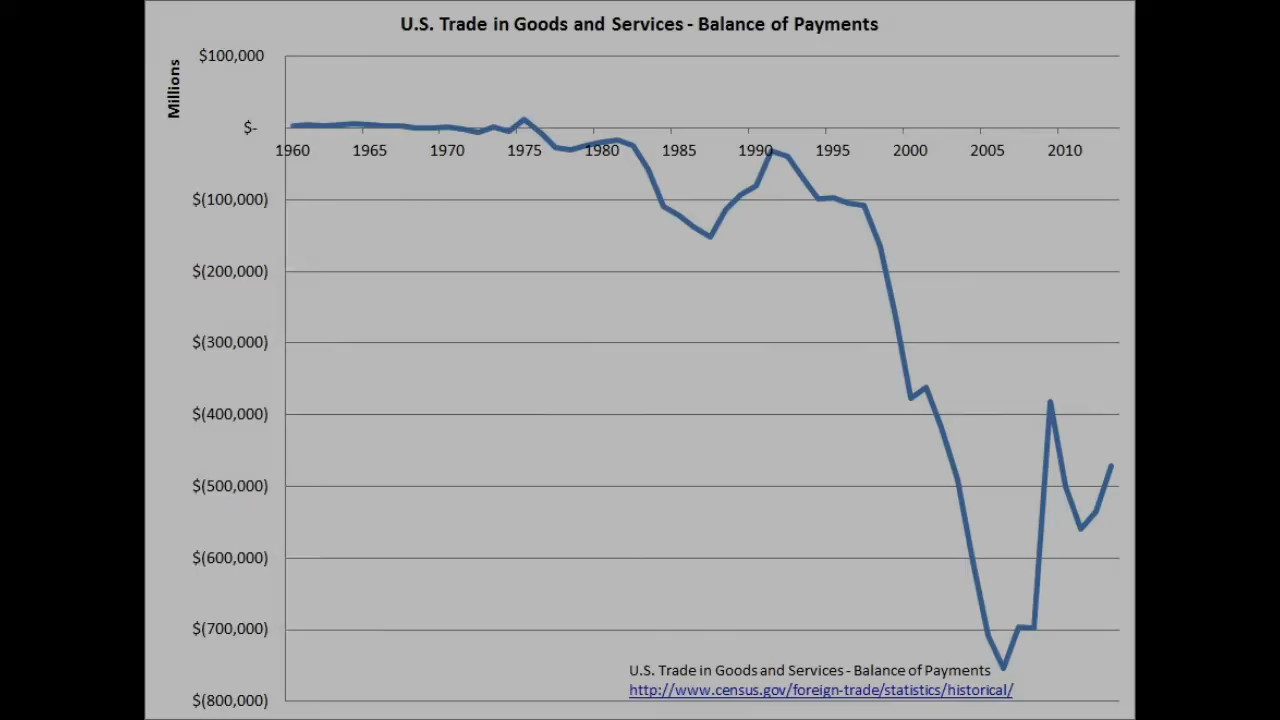 U.S. Trade in Goods and Services - Balance of Payments
Millions
$100,000
$-
1960 1965 1970 1975 1980 1985 1990 1995 2000 2005 2010
$(100,000)
$(200,000)
$(300,000)
$(400,000)
$(500,000)
$(600,000)
$(700,000)
$(800,000)
U.S. Trade in Goods and Services - Balance of Payments
http://www.census.gov/foreign-trade/statistics/historical/